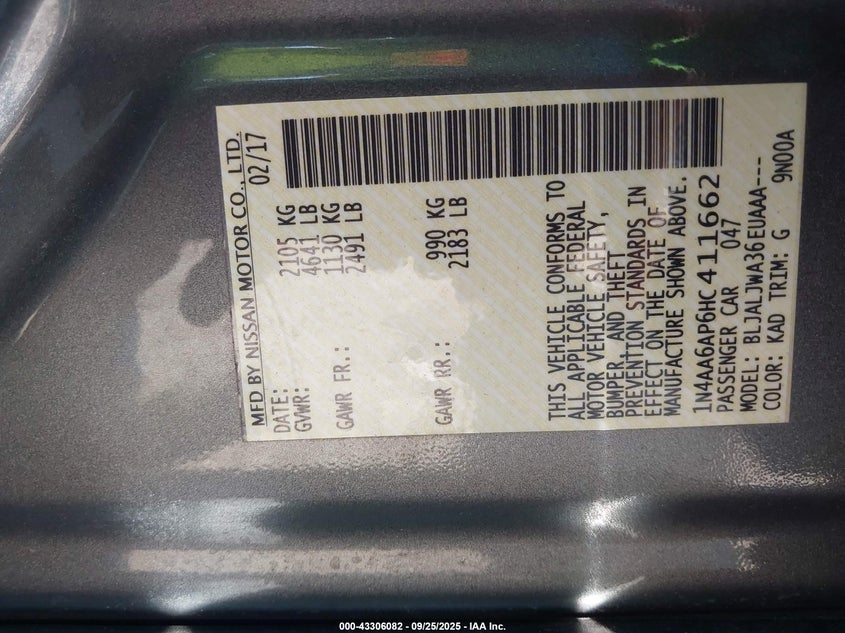 MFD BY NISSAN MOTOR CO., LTD.
DATE: 02/17
GVWR: 2105 KG
4641 LB
GAWR FR.: 1130 KG
2491 LB
GAWR RR.: 990 KG
2183 LB
THIS VEHICLE CONFORMS TO
ALL APPLICABLE FEDERAL
MOTOR VEHICLE SAFETY,
BUMPER, AND THEFT
PREVENTION STANDARDS IN
EFFECT ON THE DATE OF
MANUFACTURE SHOWN ABOVE.
1N4AA6AP6HC411662
PASSENGER CAR 047
MODEL: BLJALJWA36EUAAA---
COLOR: KAD TRIM: G 9N00A
000-43306082 - 09/25/2025 - IAA Inc.